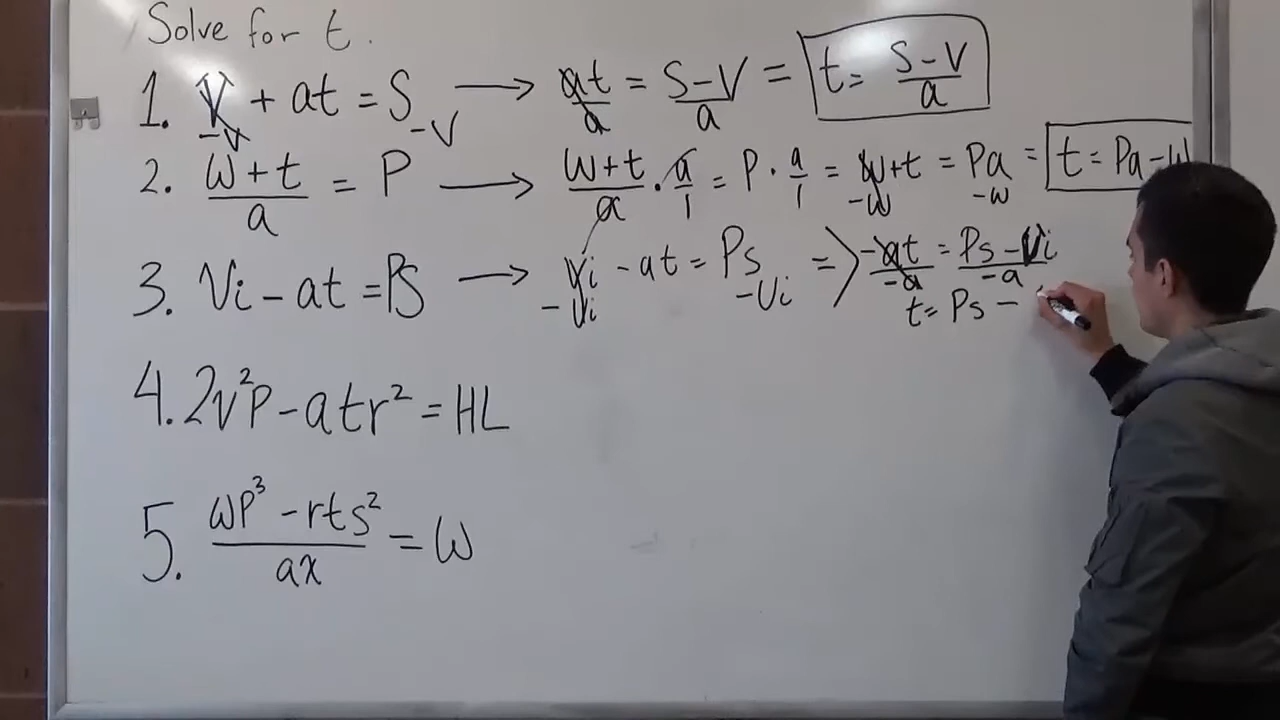 Solve for t.
1. V + at = S → at/a = S-V/a = t = S-V/a
-V -V
2. W+t/a = P → W+t/a · a/1 = P · a/1 = W+t = Pa = t = Pa-W
-W -W
3. Vi - at = Ps → Vi - at = Ps => -at/-a = Ps - Vi/-a
-Vi -Vi t = Ps -
4. 2v²P - atr² = HL
5. WP³ - rts²/ax = W